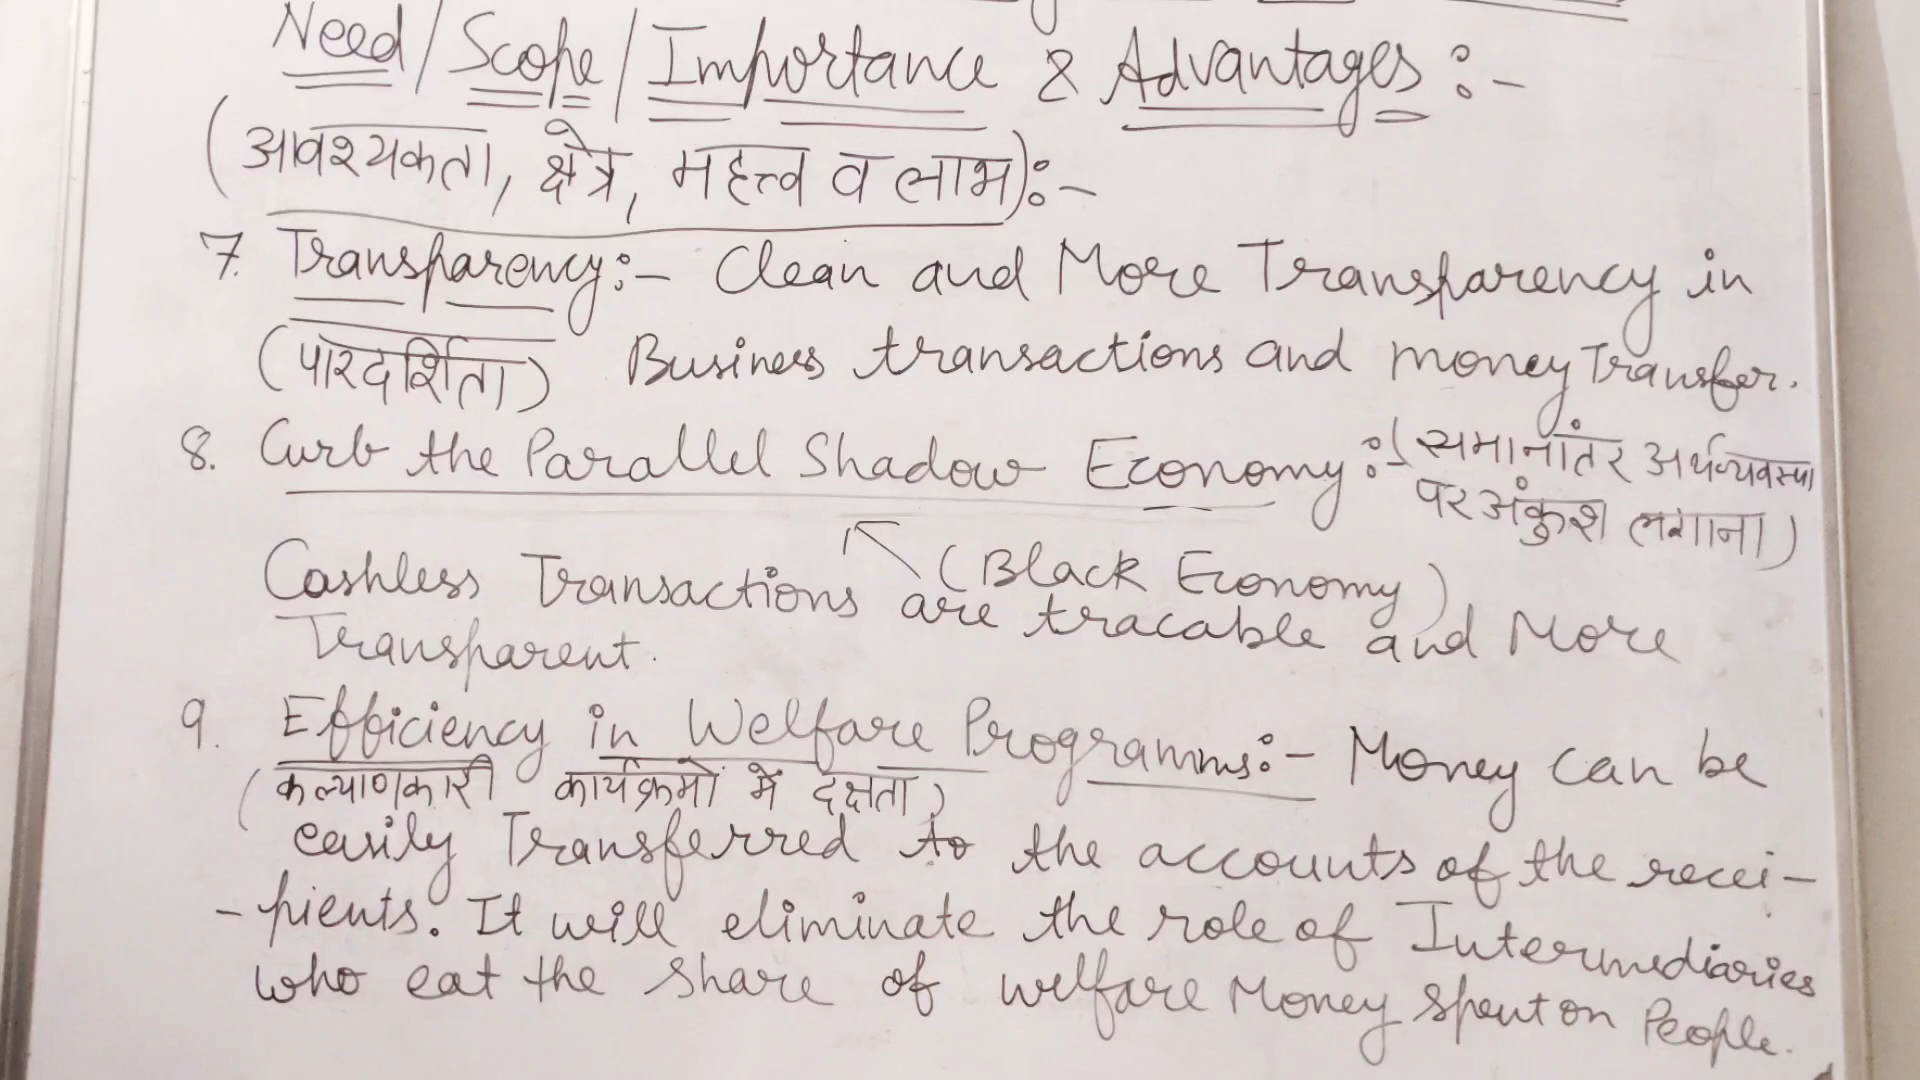 Need/Scope/Importance & Advantages :-
(आवश्यकता, क्षेत्र, महत्त्व व लाभ):-
7. Transparency:- Clean and More Transparency in
(पारदर्शिता) Business transactions and money Transfer.
8. Curb the Parallel Shadow Economy:- (समानांतर अर्थव्यवस्था
पर अंकुश लगाना)
(Black Economy)
Cashless Transactions are tracable and More
Transparent.
9. Efficiency in Welfare Programms:- Money can be
(कल्याणकारी कार्यक्रमों में दक्षता)
easily Transferred to the accounts of the recei-
-pients. It will eliminate the role of Intermediaries
who eat the share of welfare Money spent on People.